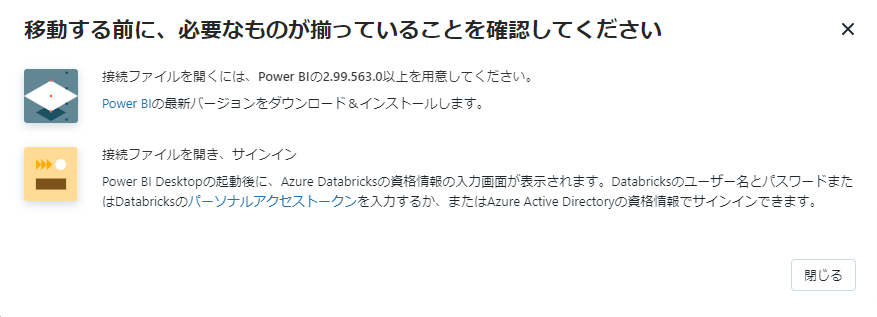 移動する前に、必要なものが揃っていることを確認してください
接続ファイルを開くには、Power BIの2.99.563.0以上を用意してください。
Power BIの最新バージョンをダウンロード＆インストールします。
接続ファイルを開き、サインイン
Power BI Desktopの起動後に、Azure Databricksの資格情報の入力画面が表示されます。Databricksのユーザー名とパスワードまた
はDatabricksのパーソナルアクセストークンを入力するか、またはAzure Active Directoryの資格情報でサインインできます。
閉じる